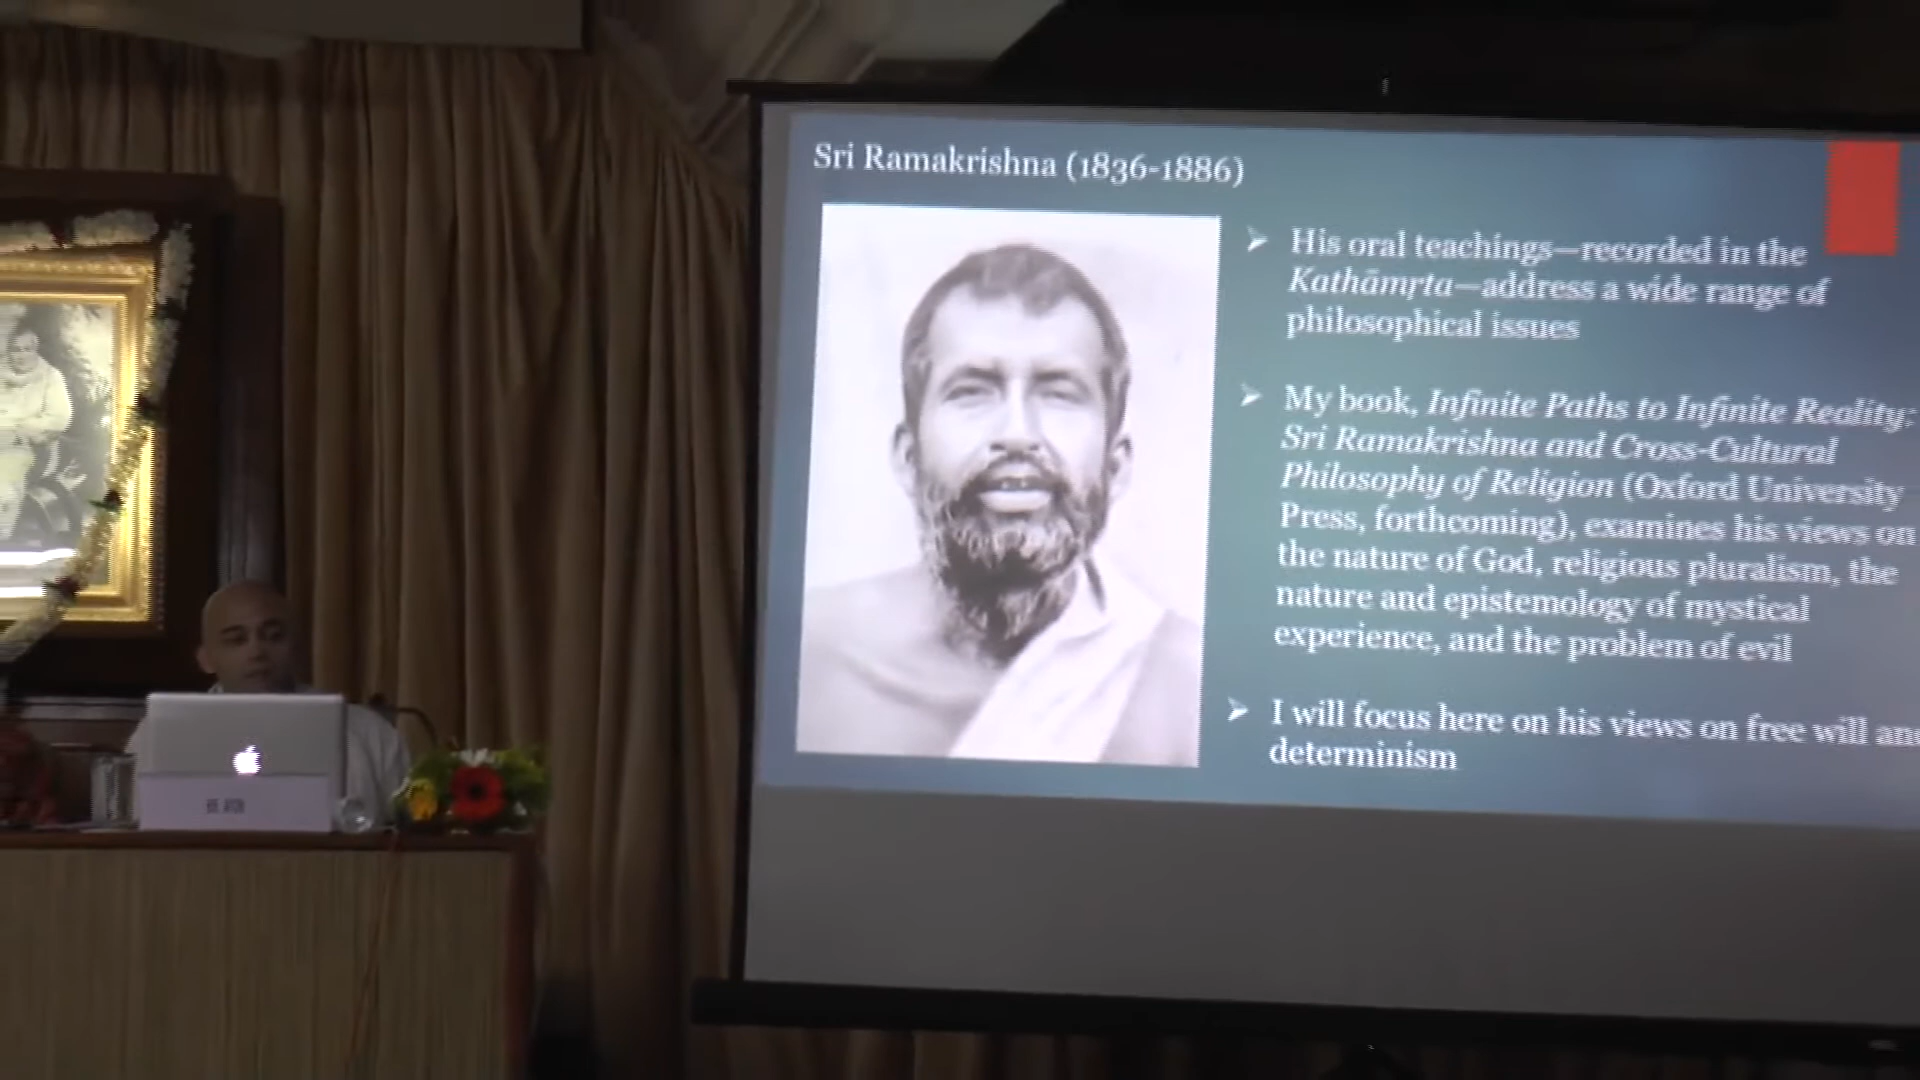 Sri Ramakrishna (1836-1886)
➢ His oral teachings—recorded in the
Kathāmṛta—address a wide range of
philosophical issues
➢ My book, Infinite Paths to Infinite Reality:
Sri Ramakrishna and Cross-Cultural
Philosophy of Religion (Oxford University
Press, forthcoming), examines his views on
the nature of God, religious pluralism, the
nature and epistemology of mystical
experience, and the problem of evil
➢ I will focus here on his views on free will and
determinism